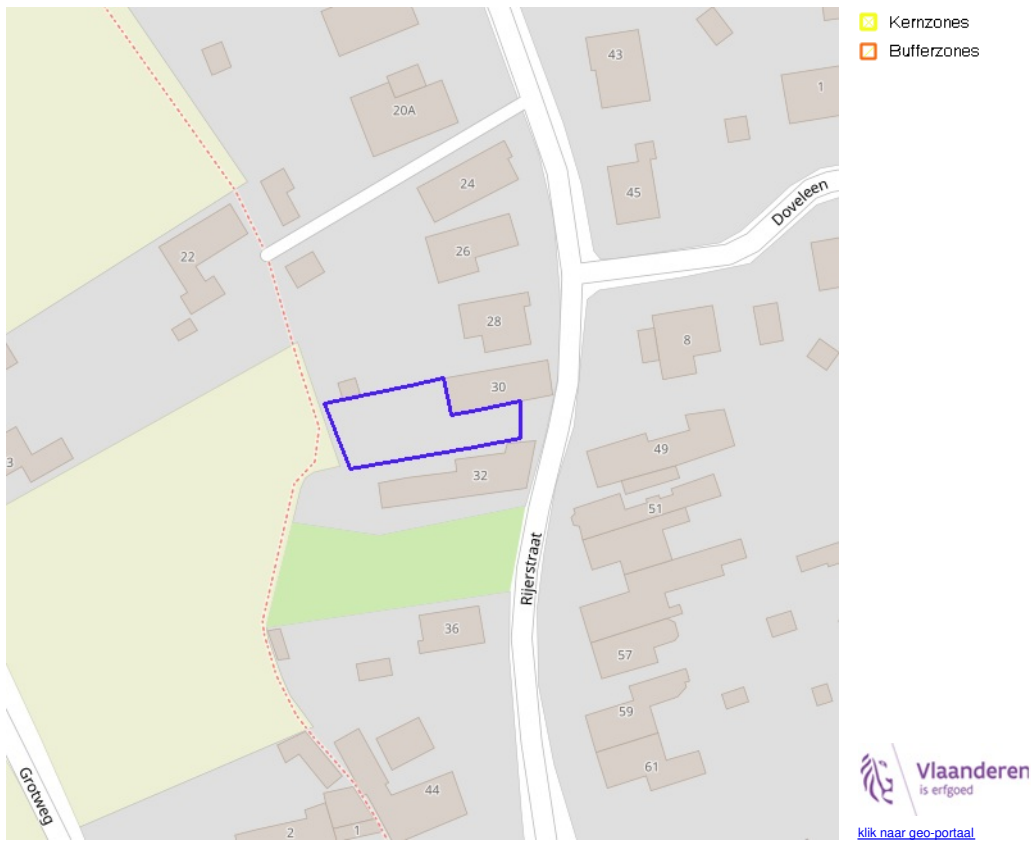 Kernzones
Bufferzones
43
1
20A
24
45
Doveleen
22
26
28
8
30
49
32
3
51
Rijerstraat
36
57
59
61
Grotweg
44
2
1
Vlaanderen
is erfgoed
klik naar geo-portaal